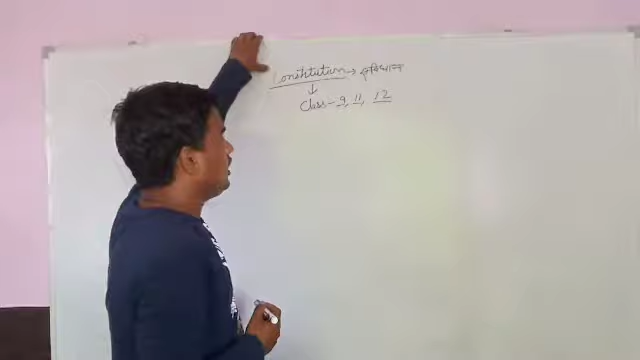 Constitution → संविधान
↓
Class - 9, 11, 12